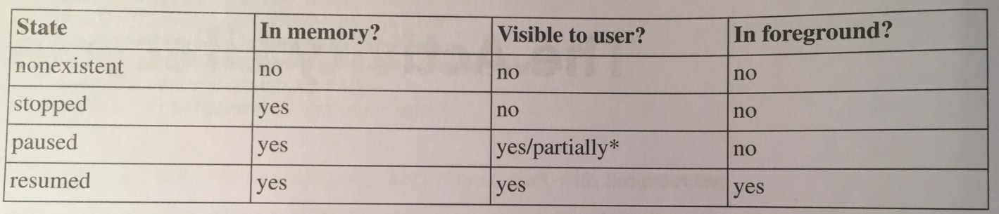 State In memory? Visible to user? In foreground?
nonexistent no no no
stopped yes no no
paused yes yes/partially* no
resumed yes yes yes